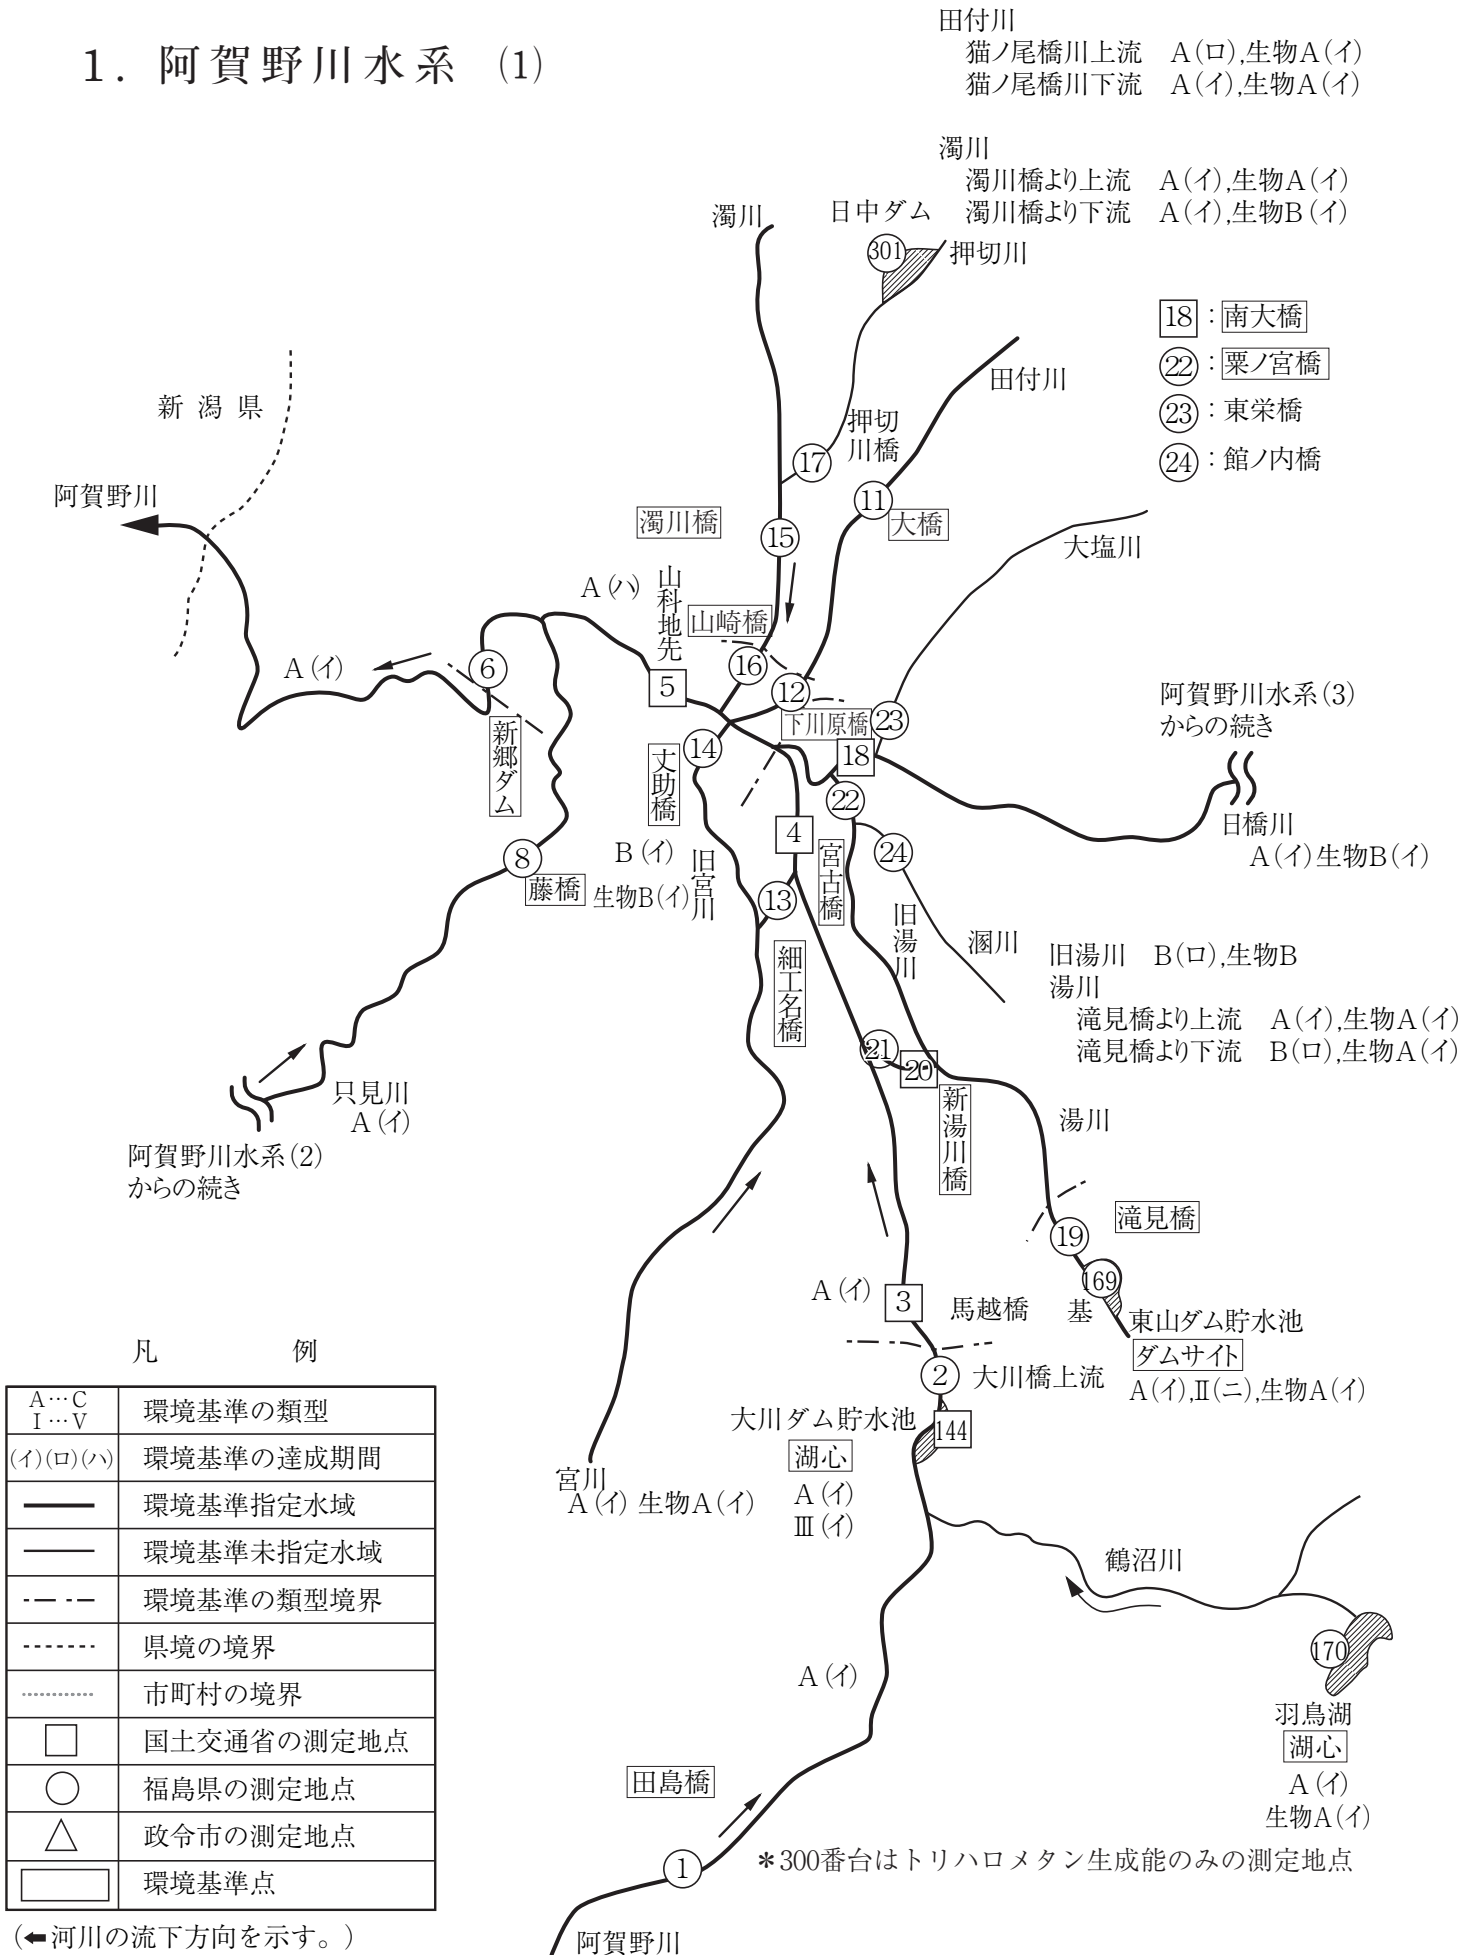 1. 阿賀野川水系 (1)
田付川
猫ノ尾橋川上流 A(ロ),生物A(イ)
猫ノ尾橋川下流 A(イ),生物A(イ)
濁川
濁川橋より上流 A(イ),生物A(イ)
濁川橋より下流 A(イ),生物B(イ)
濁川
日中ダム
301
押切川
18:南大橋
22:粟ノ宮橋
23:東栄橋
24:館ノ内橋
新潟県
阿賀野川
田付川
押切
川橋
17
11
大橋
濁川橋
15
大塩川
A(ハ)
山科地先
山崎橋
16
A(イ)
6
5
12
下川原橋
23
阿賀野川水系(3)
からの続き
新郷ダム
14
丈助橋
18
22
4
日橋川
A(イ)生物B(イ)
8
藤橋
B(イ)
生物B(イ)
旧宮川
13
宮古橋
24
細工名橋
旧湯川
溷川
旧湯川 B(ロ),生物B
湯川
滝見橋より上流 A(イ),生物A(イ)
滝見橋より下流 B(ロ),生物A(イ)
21
20
新湯川橋
湯川
只見川
A(イ)
阿賀野川水系(2)
からの続き
滝見橋
19
169
基
東山ダム貯水池
ダムサイト
A(イ),Ⅱ(ニ),生物A(イ)
A(イ)
3
馬越橋
2
大川橋上流
大川ダム貯水池
144
湖心
A(イ)
Ⅲ(イ)
宮川
A(イ)生物A(イ)
鶴沼川
170
羽鳥湖
湖心
A(イ)
生物A(イ)
A(イ)
田島橋
1
阿賀野川
*300番台はトリハロメタン生成能のみの測定地点
凡例
A…C
I…V
環境基準の類型
(イ)(ロ)(ハ)
環境基準の達成期間
環境基準指定水域
環境基準未指定水域
環境基準の類型境界
県境の境界
市町村の境界
国土交通省の測定地点
福島県の測定地点
政令市の測定地点
環境基準点
(←河川の流下方向を示す。)